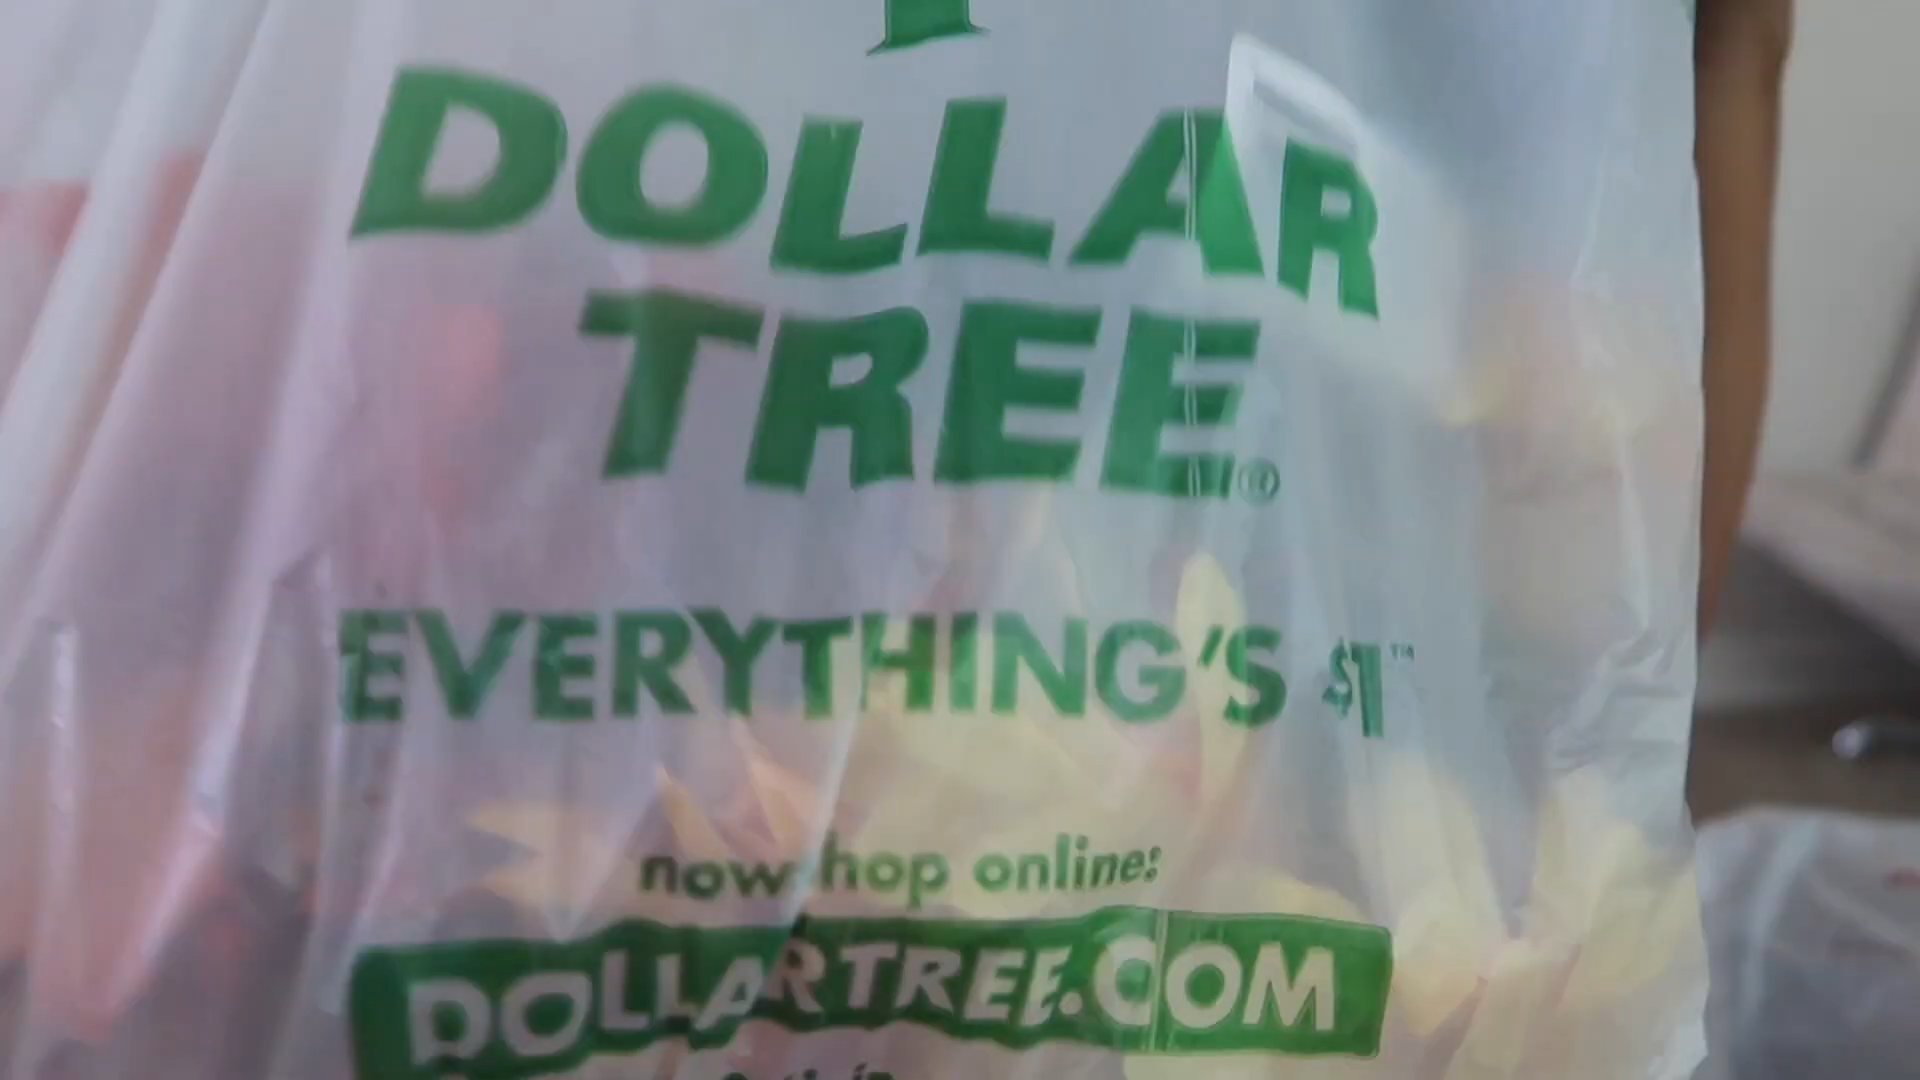 DOLLAR
TREE®
EVERYTHING'S $1™
now shop online:
DOLLARTREE.COM